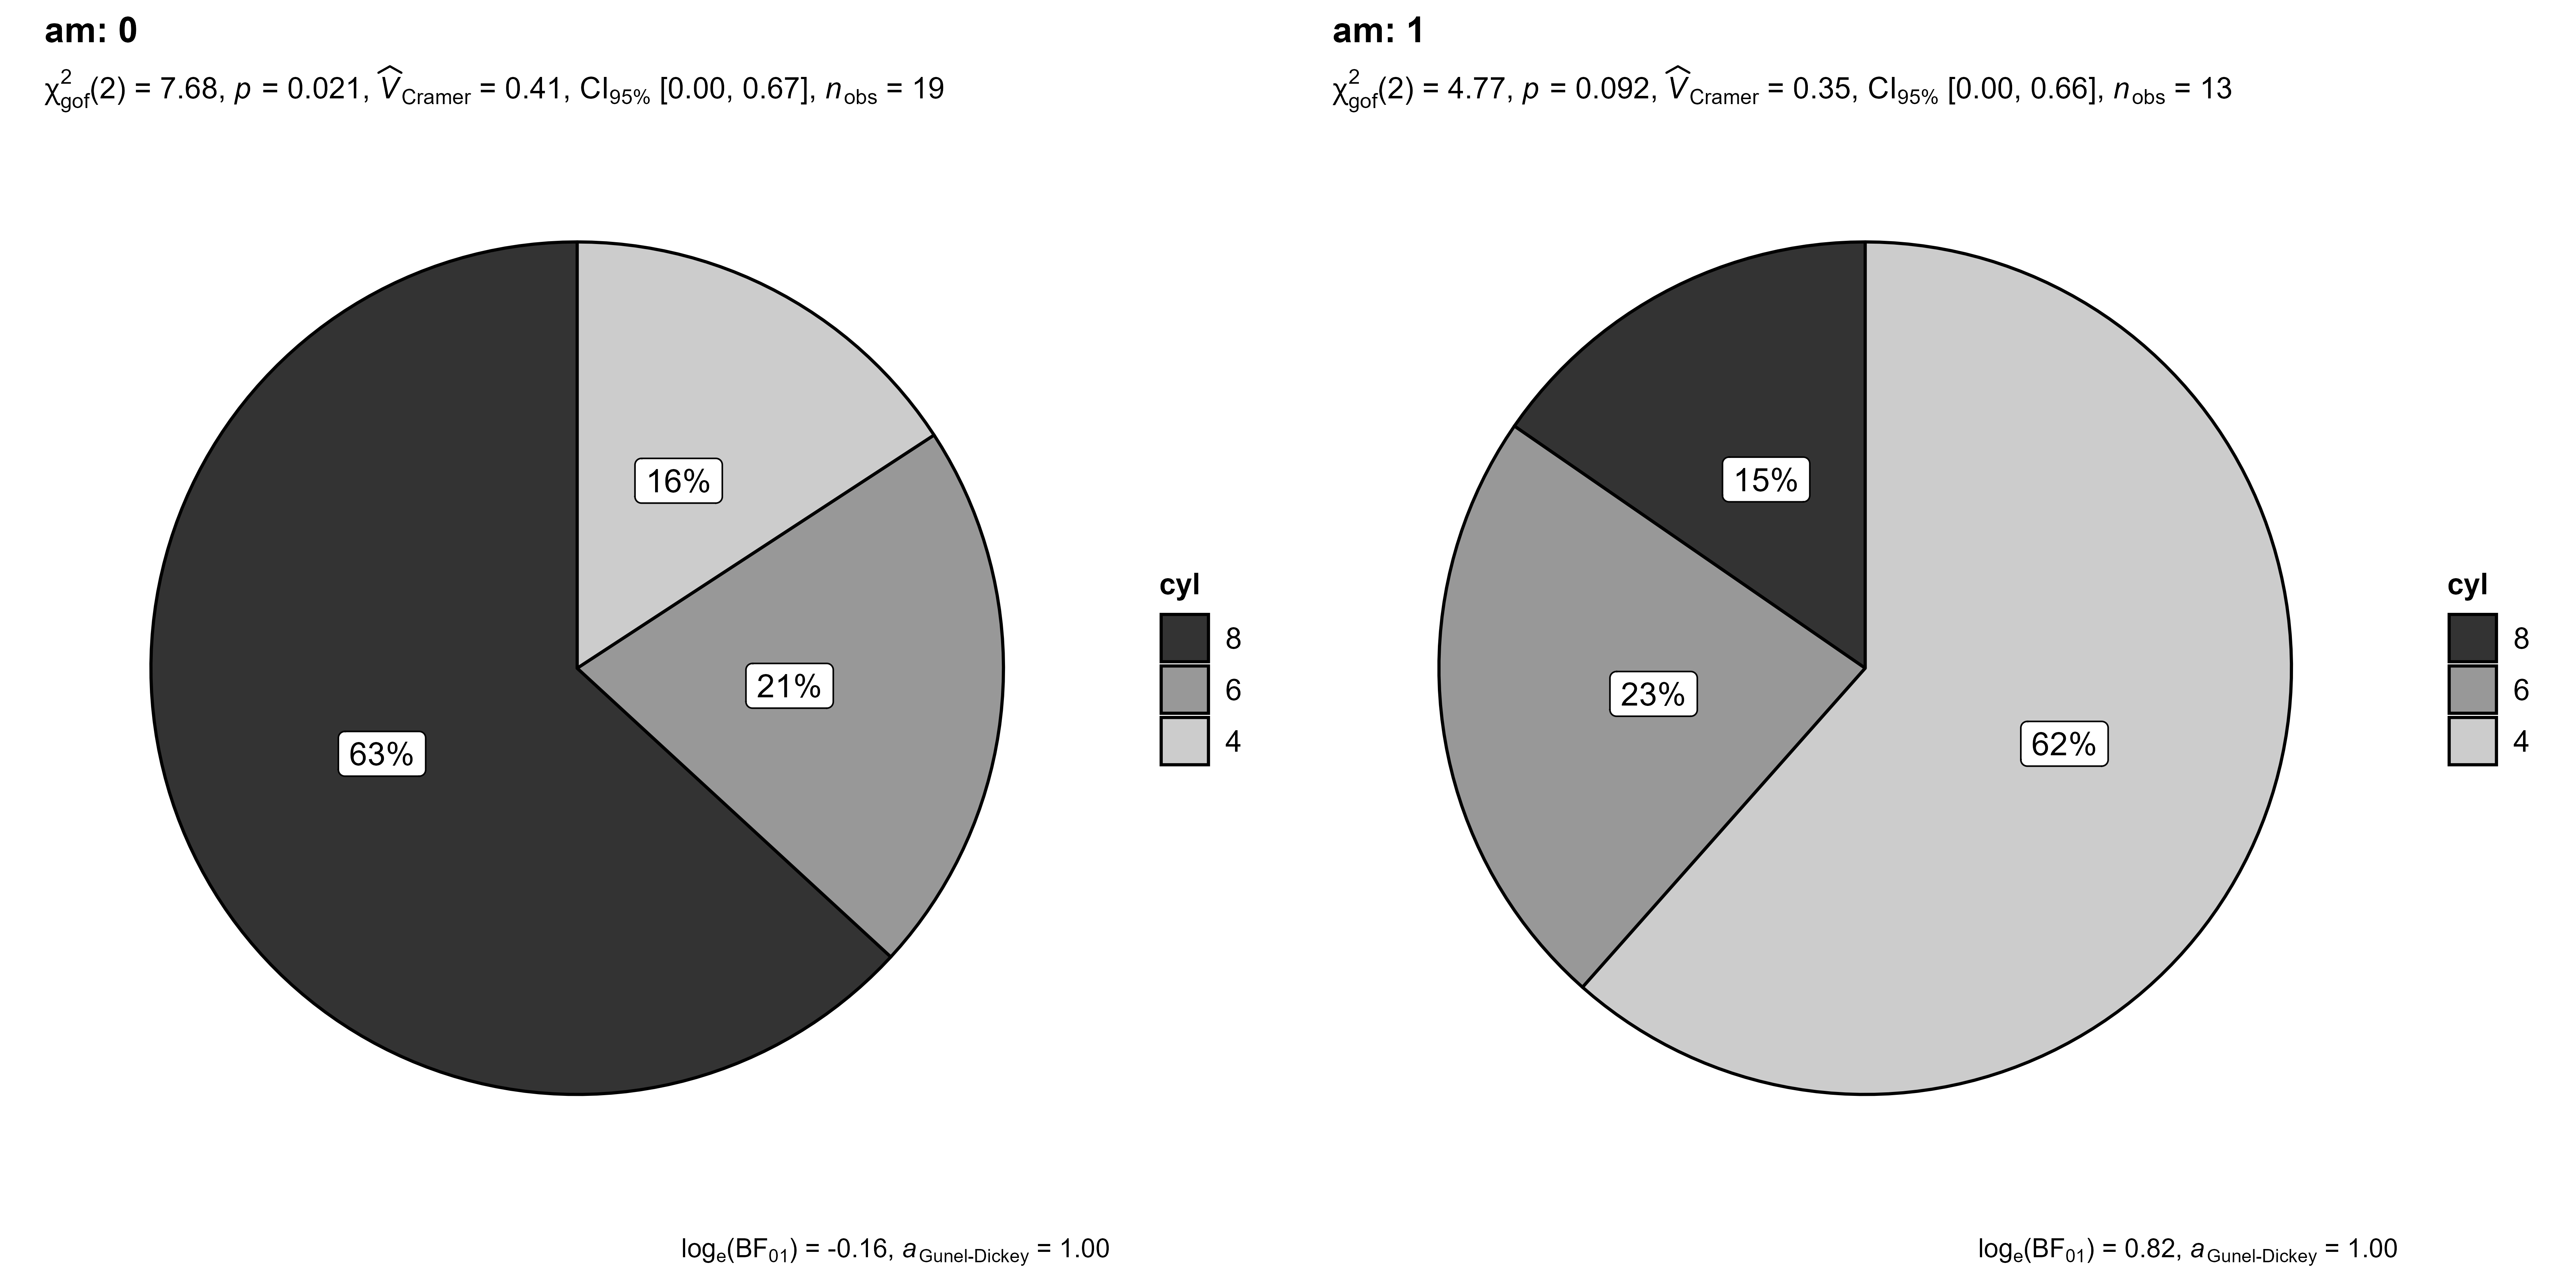 am: 0
χ²gof(2) = 7.68, p = 0.021, V̂Cramer = 0.41, CI95% [0.00, 0.67], nobs = 19
16%
21%
63%
cyl
8
6
4
loge(BF01) = -0.16, aGunel-Dickey = 1.00
am: 1
χ²gof(2) = 4.77, p = 0.092, V̂Cramer = 0.35, CI95% [0.00, 0.66], nobs = 13
15%
23%
62%
cyl
8
6
4
loge(BF01) = 0.82, aGunel-Dickey = 1.00